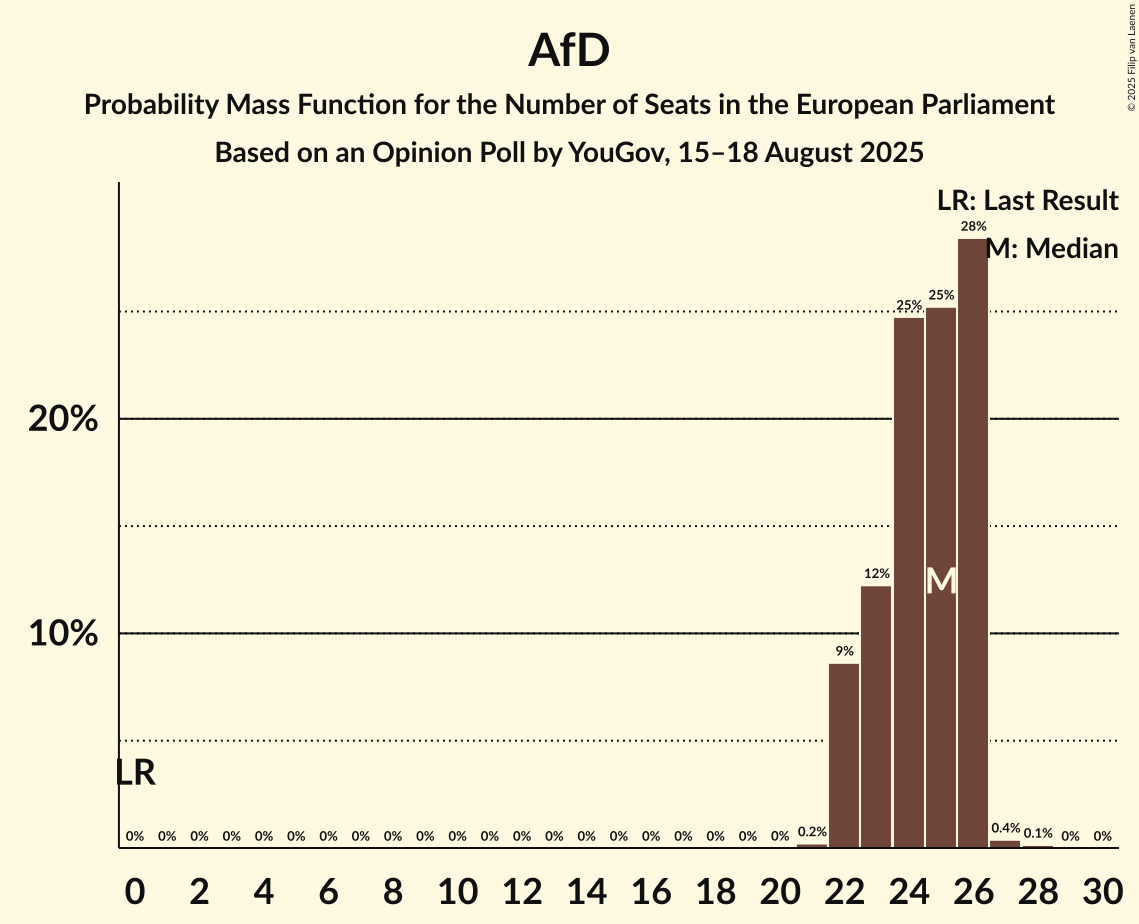 AfD
Probability Mass Function for the Number of Seats in the European Parliament
Based on an Opinion Poll by YouGov, 15–18 August 2025
© 2025 Filip van Laenen
LR: Last Result
M: Median
28%
25%
25%
20%
12%
M
10%
9%
LR
0% 0% 0% 0% 0% 0% 0% 0% 0% 0% 0% 0% 0% 0% 0% 0% 0% 0% 0% 0% 0% 0.2% 0.4% 0.1% 0% 0%
0 2 4 6 8 10 12 14 16 18 20 22 24 26 28 30